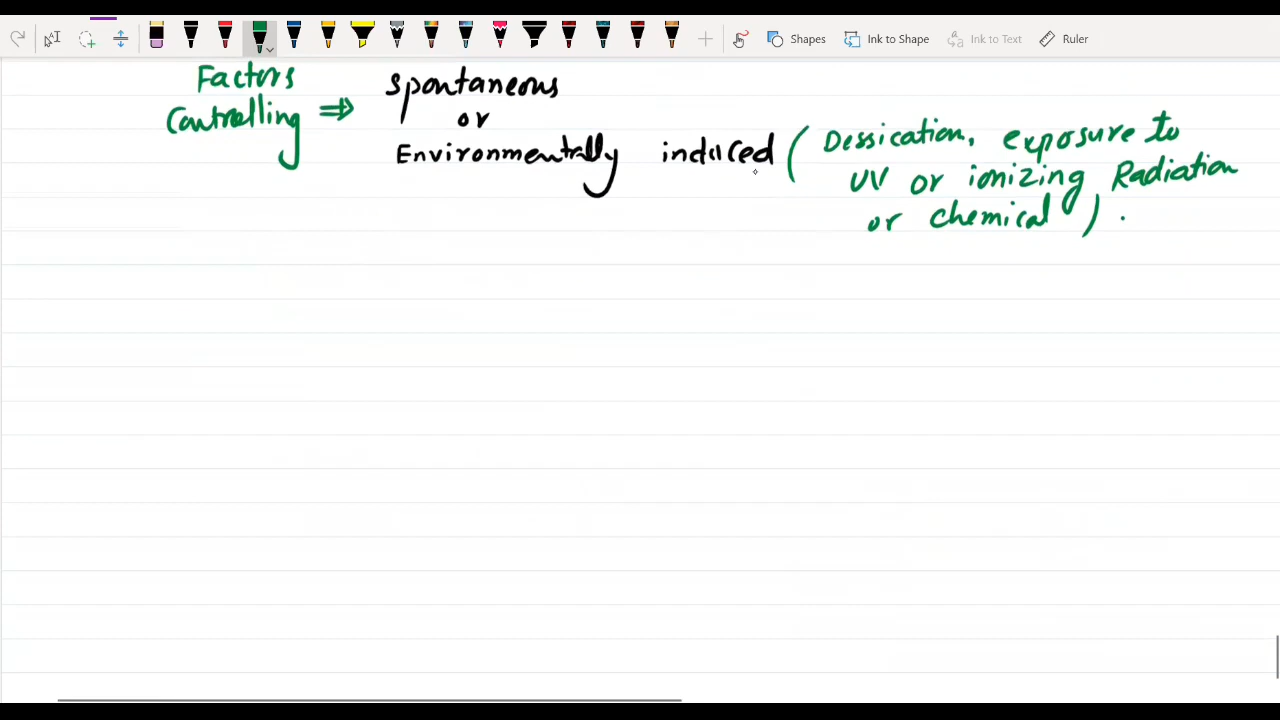 Shapes
Ink to Shape
Ink to Text
Ruler
Factors
Controlling ⇒ Spontaneous
or
Environmentally induced ( Dessication, exposure to
UV or ionizing Radiation
or chemical ) .